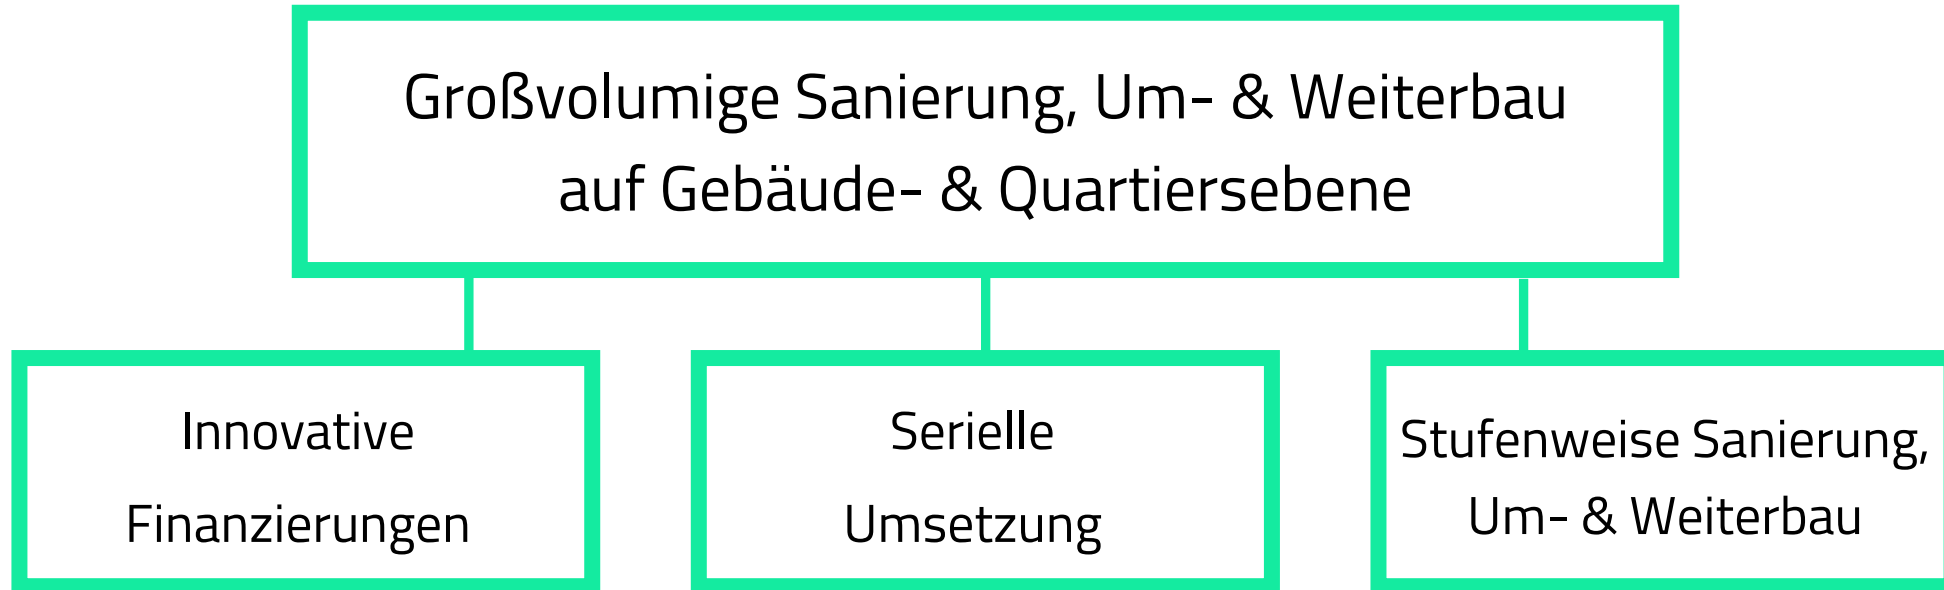 Großvolumige Sanierung, Um- & Weiterbau
auf Gebäude- & Quartiersebene
Innovative
Finanzierungen
Serielle
Umsetzung
Stufenweise Sanierung,
Um- & Weiterbau